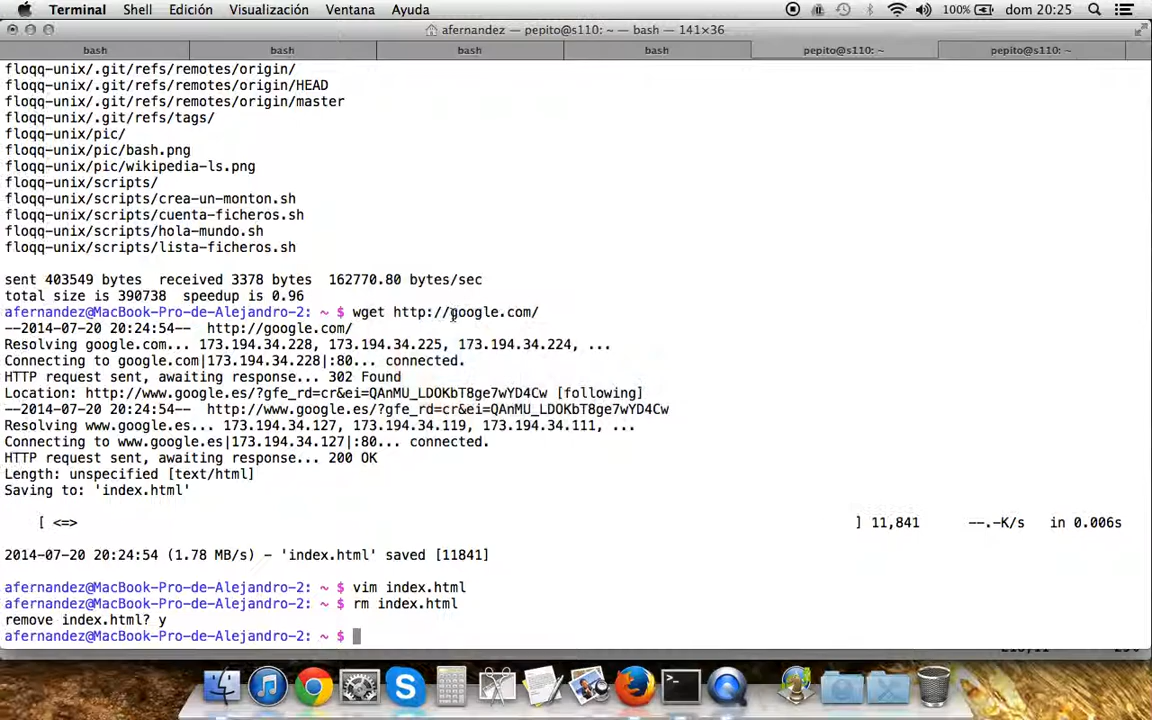 Terminal Shell Edición Visualización Ventana Ayuda 100% dom 20:25
afernandez — pepito@s110: ~ — bash — 141×36
bash bash bash bash pepito@s110: ~ pepito@s110: ~
floqq-unix/.git/refs/remotes/origin/
floqq-unix/.git/refs/remotes/origin/HEAD
floqq-unix/.git/refs/remotes/origin/master
floqq-unix/.git/refs/tags/
floqq-unix/pic/
floqq-unix/pic/bash.png
floqq-unix/pic/wikipedia-ls.png
floqq-unix/scripts/
floqq-unix/scripts/crea-un-monton.sh
floqq-unix/scripts/cuenta-ficheros.sh
floqq-unix/scripts/hola-mundo.sh
floqq-unix/scripts/lista-ficheros.sh
sent 403549 bytes  received 3378 bytes  162770.80 bytes/sec
total size is 390738  speedup is 0.96
afernandez@MacBook-Pro-de-Alejandro-2: ~ $ wget http://google.com/
--2014-07-20 20:24:54--  http://google.com/
Resolving google.com... 173.194.34.228, 173.194.34.225, 173.194.34.224, ...
Connecting to google.com|173.194.34.228|:80... connected.
HTTP request sent, awaiting response... 302 Found
Location: http://www.google.es/?gfe_rd=cr&ei=QAnMU_LDOKbT8ge7wYD4Cw [following]
--2014-07-20 20:24:54--  http://www.google.es/?gfe_rd=cr&ei=QAnMU_LDOKbT8ge7wYD4Cw
Resolving www.google.es... 173.194.34.127, 173.194.34.119, 173.194.34.111, ...
Connecting to www.google.es|173.194.34.127|:80... connected.
HTTP request sent, awaiting response... 200 OK
Length: unspecified [text/html]
Saving to: 'index.html'
[ <=> ] 11,841 --.-K/s in 0.006s
2014-07-20 20:24:54 (1.78 MB/s) - 'index.html' saved [11841]
afernandez@MacBook-Pro-de-Alejandro-2: ~ $ vim index.html
afernandez@MacBook-Pro-de-Alejandro-2: ~ $ rm index.html
remove index.html? y
afernandez@MacBook-Pro-de-Alejandro-2: ~ $